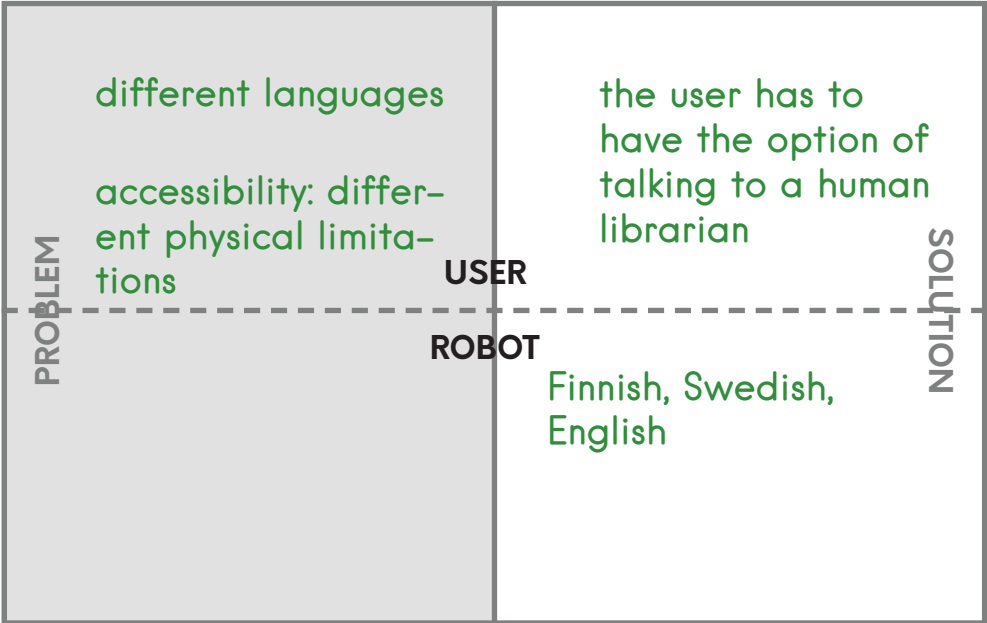 different languages
accessibility: differ-
ent physical limita-
tions
the user has to
have the option of
talking to a human
librarian
PROBLEM
USER
SOLUTION
ROBOT
Finnish, Swedish,
English